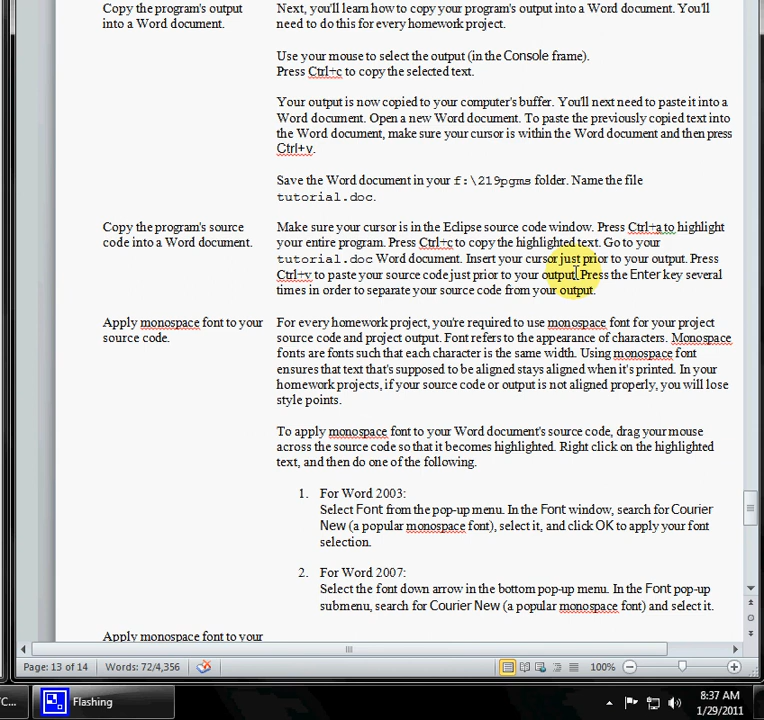 Copy the program's output
into a Word document.
Next, you'll learn how to copy your program's output into a Word document. You'll
need to do this for every homework project.
Use your mouse to select the output (in the Console frame).
Press Ctrl+c to copy the selected text.
Your output is now copied to your computer's buffer. You'll next need to paste it into a
Word document. Open a new Word document. To paste the previously copied text into
the Word document, make sure your cursor is within the Word document and then press
Ctrl+v.
Save the Word document in your f:\219pgms folder. Name the file
tutorial.doc.
Copy the program's source
code into a Word document.
Make sure your cursor is in the Eclipse source code window. Press Ctrl+a to highlight
your entire program. Press Ctrl+c to copy the highlighted text. Go to your
tutorial.doc Word document. Insert your cursor just prior to your output. Press
Ctrl+v to paste your source code just prior to your output. Press the Enter key several
times in order to separate your source code from your output.
Apply monospace font to your
source code.
For every homework project, you're required to use monospace font for your project
source code and project output. Font refers to the appearance of characters. Monospace
fonts are fonts such that each character is the same width. Using monospace font
ensures that text that's supposed to be aligned stays aligned when it's printed. In your
homework projects, if your source code or output is not aligned properly, you will lose
style points.
To apply monospace font to your Word document's source code, drag your mouse
across the source code so that it becomes highlighted. Right click on the highlighted
text, and then do one of the following.
1. For Word 2003:
Select Font from the pop-up menu. In the Font window, search for Courier
New (a popular monospace font), select it, and click OK to apply your font
selection.
2. For Word 2007:
Select the font down arrow in the bottom pop-up menu. In the Font pop-up
submenu, search for Courier New (a popular monospace font) and select it.
Apply monospace font to your
Page: 13 of 14 Words: 72/4,356 100%
C... Flashing 8:37 AM
1/29/2011